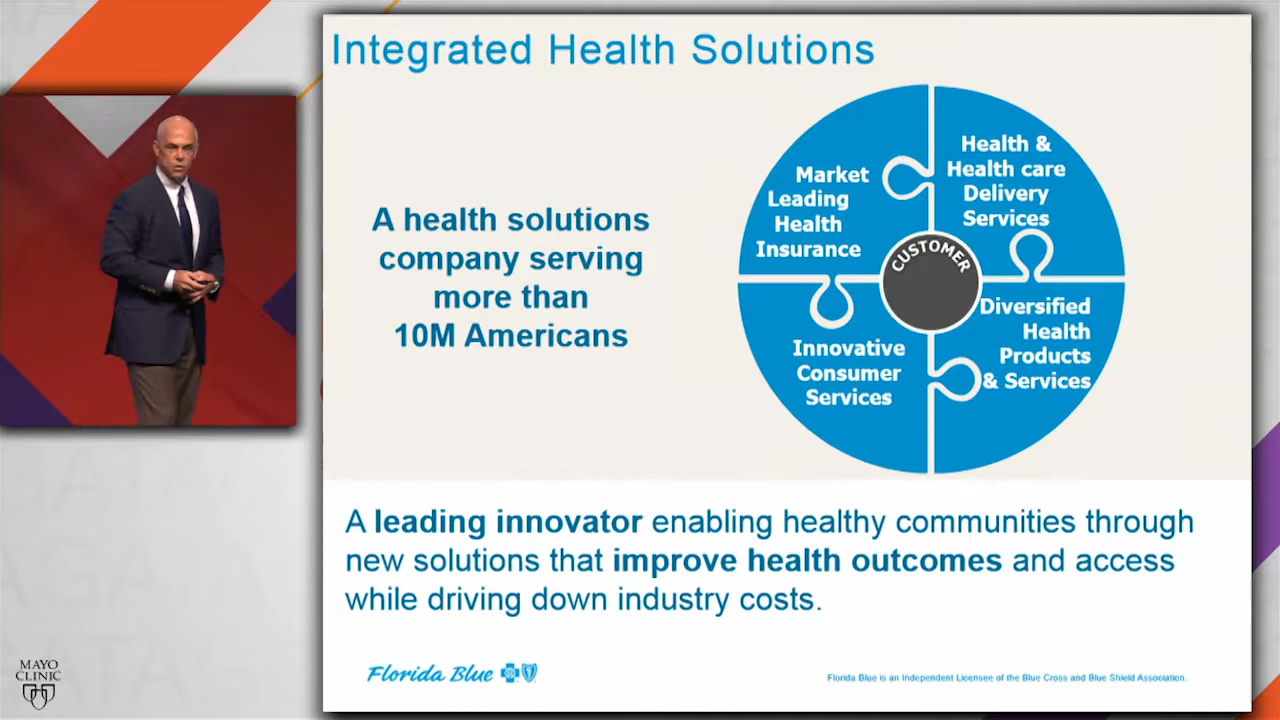 Integrated Health Solutions
A health solutions
company serving
more than
10M Americans
Market
Leading
Health
Insurance
Health &
Health care
Delivery
Services
CUSTOMER
Innovative
Consumer
Services
Diversified
Health
Products
& Services
A leading innovator enabling healthy communities through
new solutions that improve health outcomes and access
while driving down industry costs.
Florida Blue
Florida Blue is an Independent Licensee of the Blue Cross and Blue Shield Association.
MAYO
CLINIC